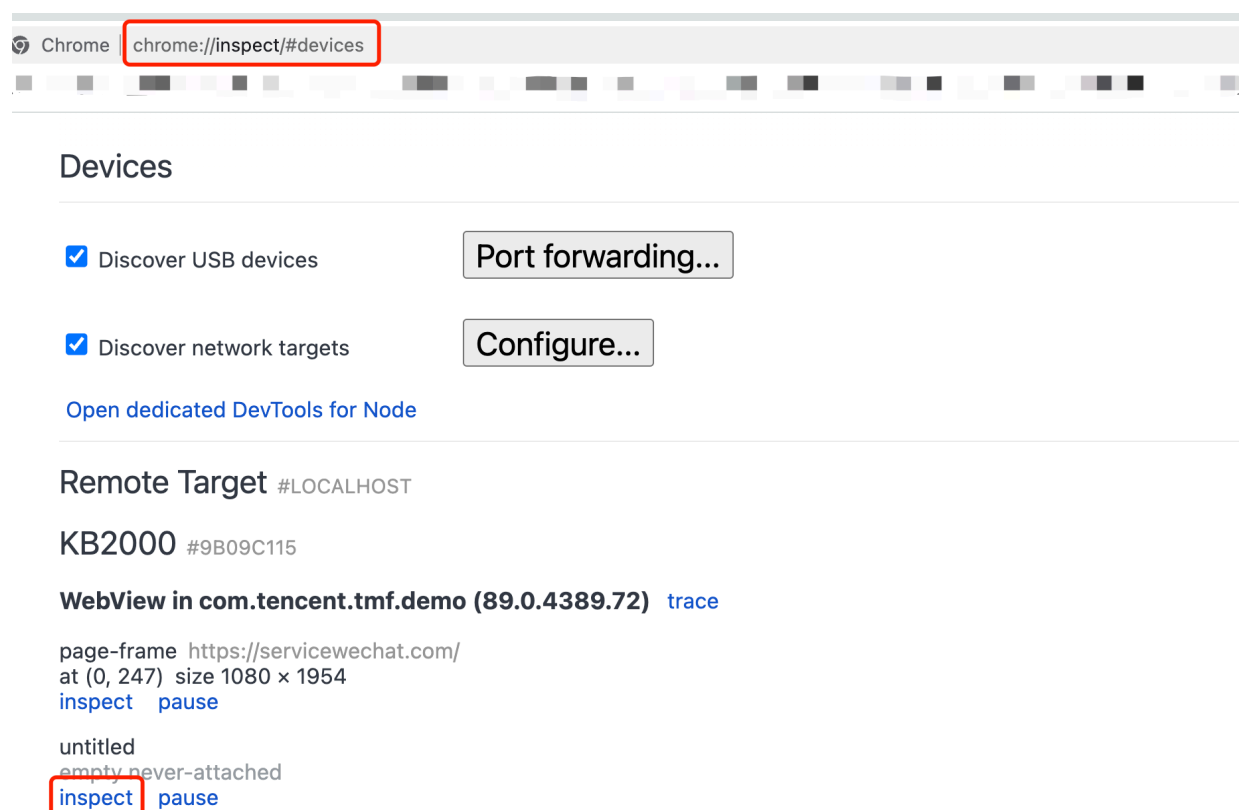 Chrome chrome://inspect/#devices
Devices
Discover USB devices Port forwarding...
Discover network targets Configure...
Open dedicated DevTools for Node
Remote Target #LOCALHOST
KB2000 #9B09C115
WebView in com.tencent.tmf.demo (89.0.4389.72) trace
page-frame https://servicewechat.com/
at (0, 247) size 1080 × 1954
inspect pause
untitled
empty never-attached
inspect pause